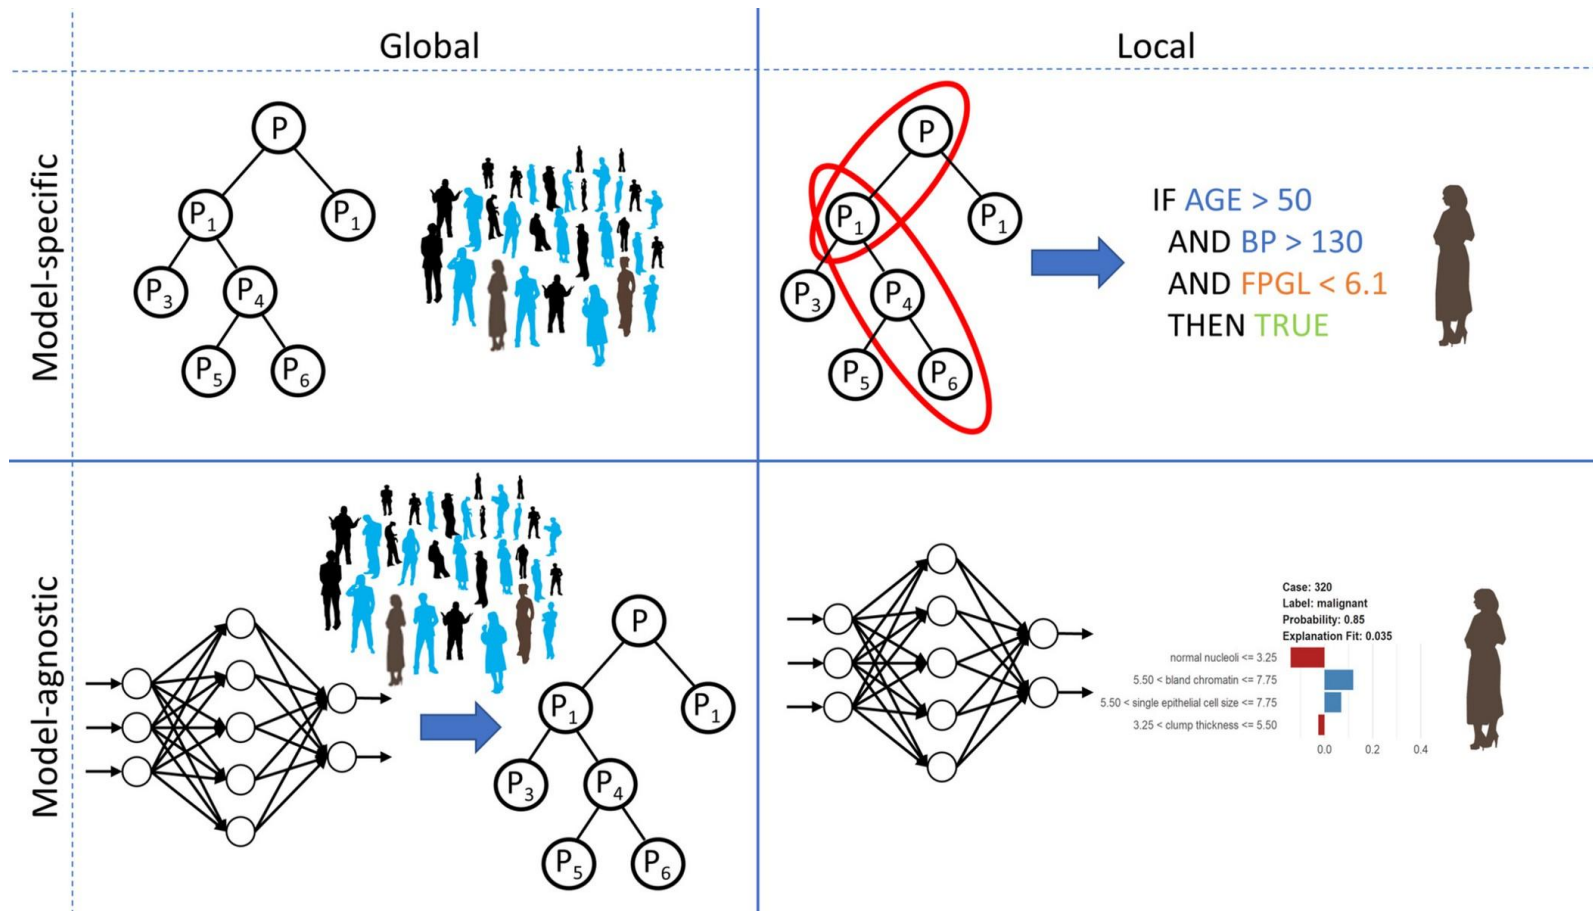 Global
Local
Model-specific
P
P1
P1
P3
P4
P5
P6
P
P1
P1
P3
P4
P5
P6
IF AGE > 50
AND BP > 130
AND FPGL < 6.1
THEN TRUE
Model-agnostic
P
P1
P1
P3
P4
P5
P6
Case: 320
Label: malignant
Probability: 0.85
Explanation Fit: 0.035
normal nucleoli <= 3.25
5.50 < bland chromatin <= 7.75
5.50 < single epithelial cell size <= 7.75
3.25 < clump thickness <= 5.50
0.0 0.2 0.4